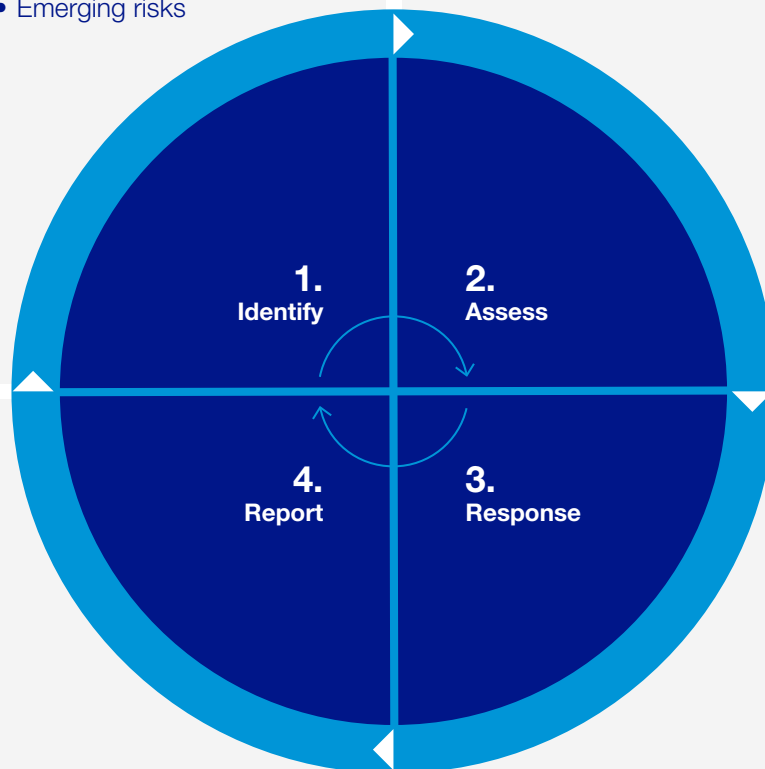 • Emerging risks
1.
Identify
2.
Assess
4.
Report
3.
Response